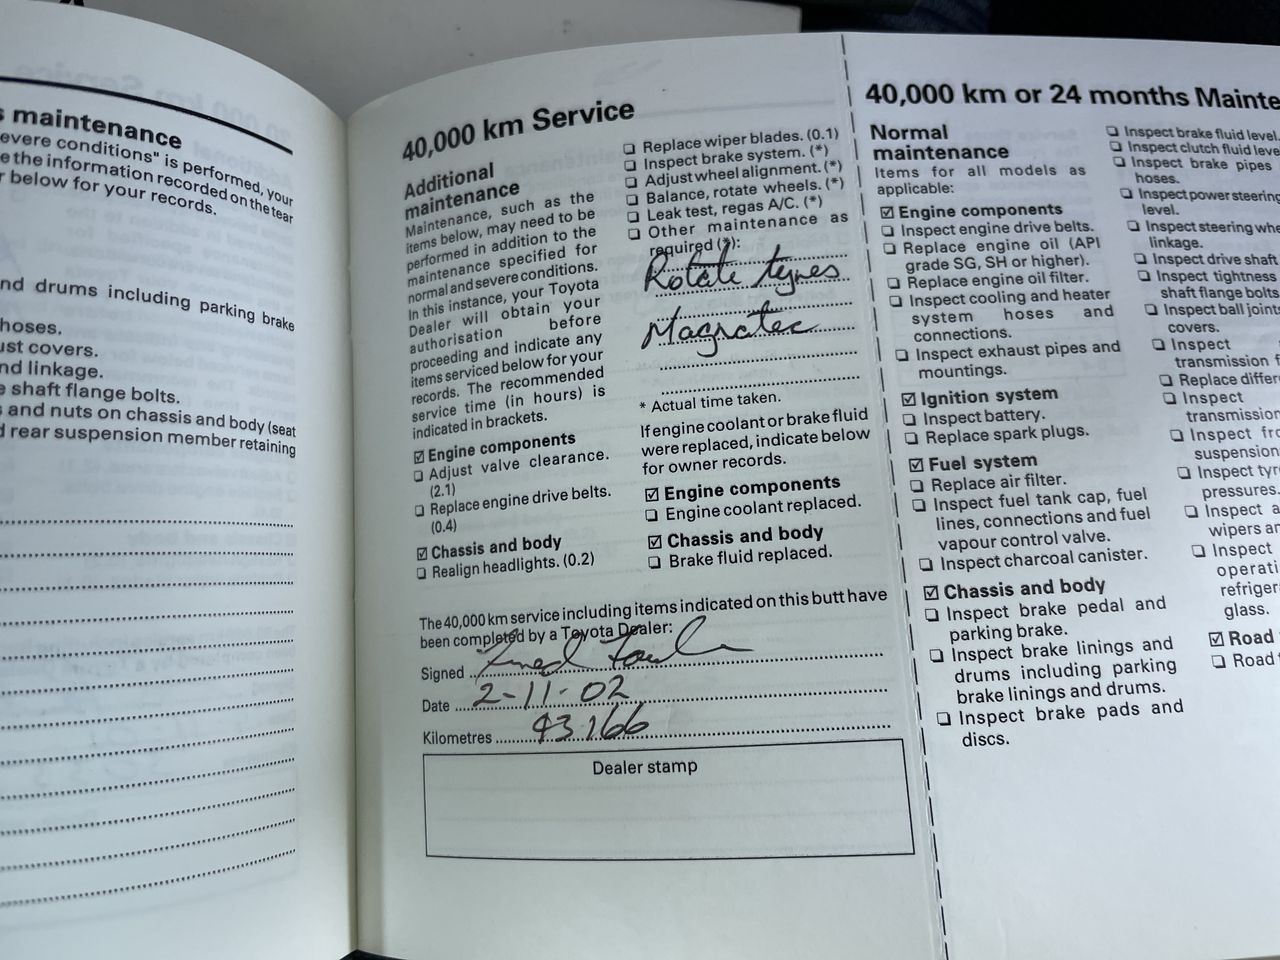 s maintenance
evere conditions" is performed, your
e the information recorded on the tear
r below for your records.
nd drums including parking brake
hoses.
ust covers.
nd linkage.
e shaft flange bolts.
s and nuts on chassis and body (seat
d rear suspension member retaining
40,000 km Service
Additional
maintenance
Maintenance, such as the
items below, may need to be
performed in addition to the
maintenance specified for
normal and severe conditions.
In this instance, your Toyota
Dealer will obtain your
authorisation before
proceeding and indicate any
items serviced below for your
records. The recommended
service time (in hours) is
indicated in brackets.
☑ Engine components
❏ Adjust valve clearance.
(2.1)
❏ Replace engine drive belts.
(0.4)
☑ Chassis and body
❏ Realign headlights. (0.2)
❏ Replace wiper blades. (0.1)
❏ Inspect brake system. (*)
❏ Adjust wheel alignment. (*)
❏ Balance, rotate wheels. (*)
❏ Leak test, regas A/C. (*)
❏ Other maintenance as
required (*):
Rotate tyres
Magnatec
* Actual time taken.
If engine coolant or brake fluid
were replaced, indicate below
for owner records.
☑ Engine components
❏ Engine coolant replaced.
☑ Chassis and body
❏ Brake fluid replaced.
The 40,000 km service including items indicated on this butt have
been completed by a Toyota Dealer:
Signed
Date 2-11-02
Kilometres 43166
Dealer stamp
40,000 km or 24 months Mainte
Normal
maintenance
Items for all models as
applicable:
☑ Engine components
❏ Inspect engine drive belts.
❏ Replace engine oil (API
grade SG, SH or higher).
❏ Replace engine oil filter.
❏ Inspect cooling and heater
system hoses and
connections.
❏ Inspect exhaust pipes and
mountings.
☑ Ignition system
❏ Inspect battery.
❏ Replace spark plugs.
☑ Fuel system
❏ Replace air filter.
❏ Inspect fuel tank cap, fuel
lines, connections and fuel
vapour control valve.
❏ Inspect charcoal canister.
☑ Chassis and body
❏ Inspect brake pedal and
parking brake.
❏ Inspect brake linings and
drums including parking
brake linings and drums.
❏ Inspect brake pads and
discs.
❏ Inspect brake fluid level.
❏ Inspect clutch fluid leve
❏ Inspect brake pipes
hoses.
❏ Inspect power steering
level.
❏ Inspect steering whe
linkage.
❏ Inspect drive shaft
❏ Inspect tightness
shaft flange bolts
❏ Inspect ball joints
covers.
❏ Inspect
transmission f
❏ Replace differ
❏ Inspect
transmission
❏ Inspect fro
suspension
❏ Inspect tyr
pressures.
❏ Inspect a
wipers an
❏ Inspect
operati
refriger
glass.
☑ Road
❏ Road t